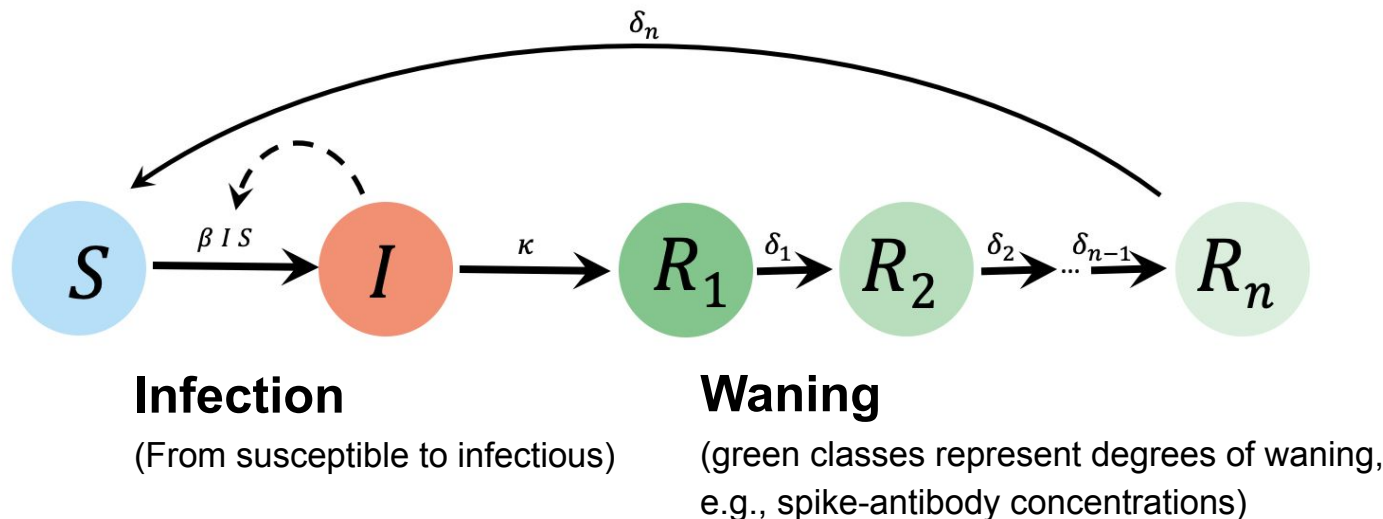 δₙ
β I S
κ
δ₁
δ₂
δₙ₋₁
S
I
R₁
R₂
...
Rₙ
Infection
(From susceptible to infectious)
Waning
(green classes represent degrees of waning,
e.g., spike-antibody concentrations)